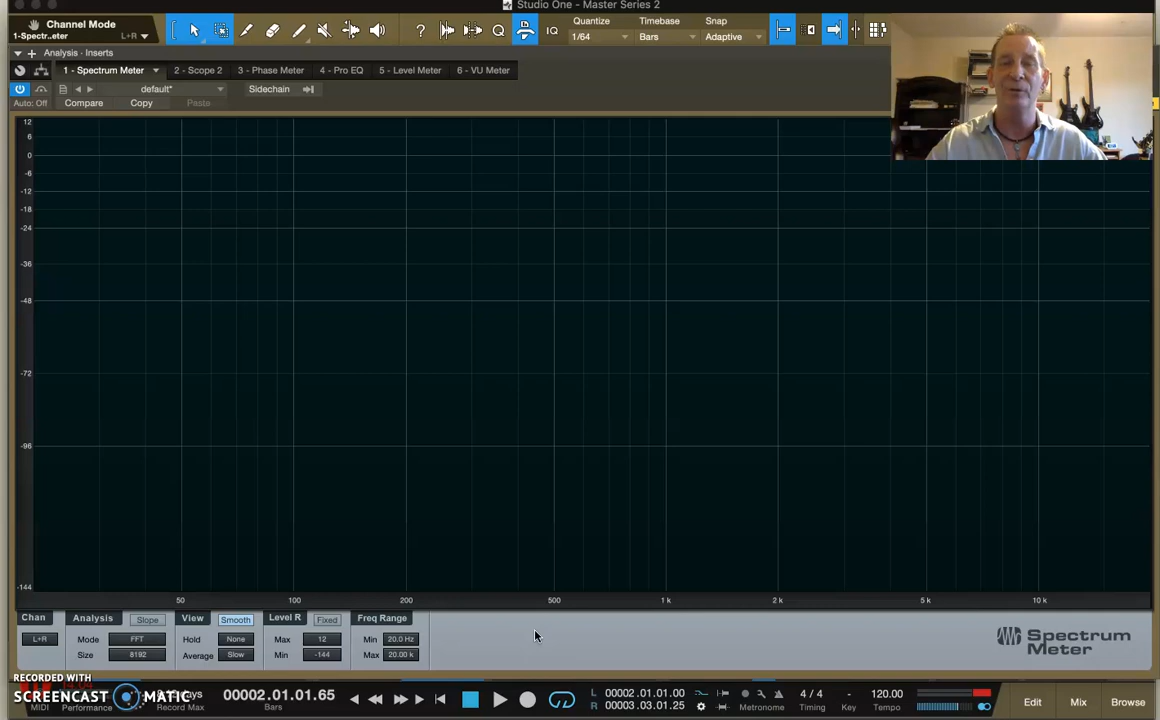 Studio One - Master Series 2
Channel Mode
1-Spectr..eter L+R
IQ
Quantize
1/64
Timebase
Bars
Snap
Adaptive
Analysis · Inserts
1 - Spectrum Meter
2 - Scope 2
3 - Phase Meter
4 - Pro EQ
5 - Level Meter
6 - VU Meter
default*
Sidechain
Auto: Off
Compare
Copy
Paste
12
6
0
-6
-12
-18
-24
-36
-48
-72
-96
-144
50 100 200 500 1 k 2 k 5 k 10 k
Chan
L+R
Analysis Slope
Mode FFT
Size 8192
View Smooth
Hold None
Average Slow
Level R Fixed
Max 12
Min -144
Freq Range
Min 20.0 Hz
Max 20.00 k
Spectrum
Meter
RECORDED WITH
SCREENCAST MATIC
MIDI
Performance
Record Max
00002.01.01.65
Bars
L 00002.01.01.00
R 00003.03.01.25
Metronome
4 / 4
Timing
-
Key
120.00
Tempo
Edit
Mix
Browse